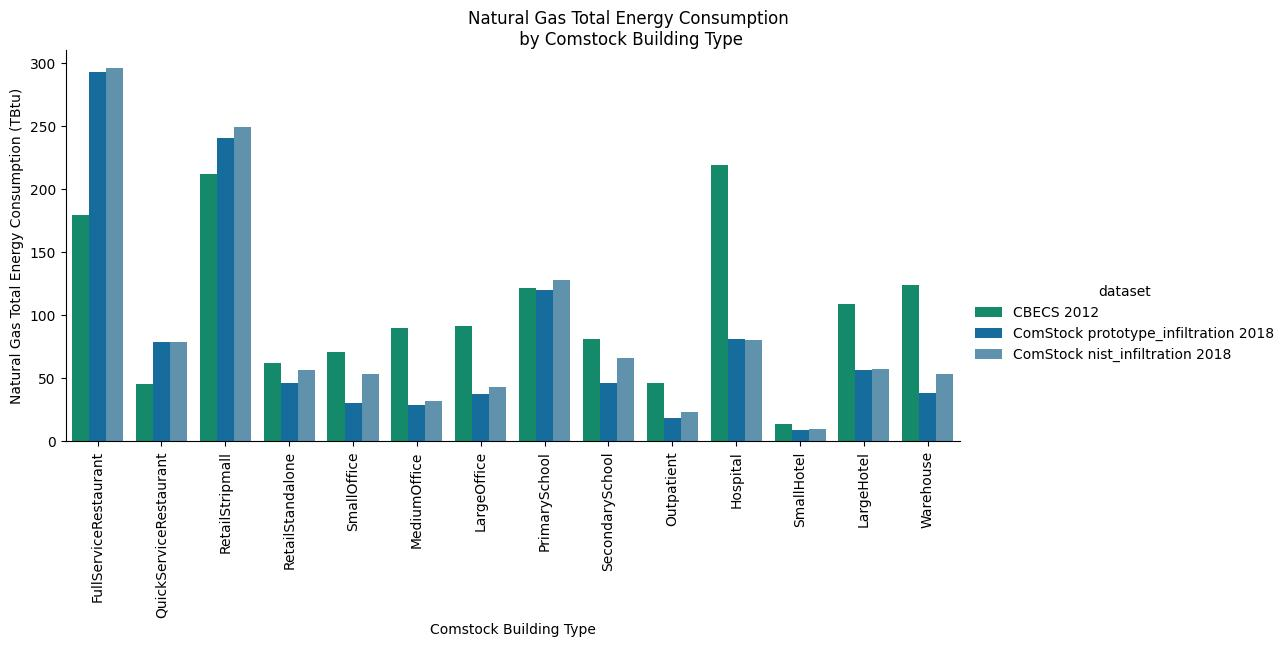 Natural Gas Total Energy Consumption
by Comstock Building Type
Natural Gas Total Energy Consumption (TBtu)
300
250
200
150
100
50
0
FullServiceRestaurant
QuickServiceRestaurant
RetailStripmall
RetailStandalone
SmallOffice
MediumOffice
LargeOffice
PrimarySchool
SecondarySchool
Outpatient
Hospital
SmallHotel
LargeHotel
Warehouse
Comstock Building Type
dataset
CBECS 2012
ComStock prototype_infiltration 2018
ComStock nist_infiltration 2018